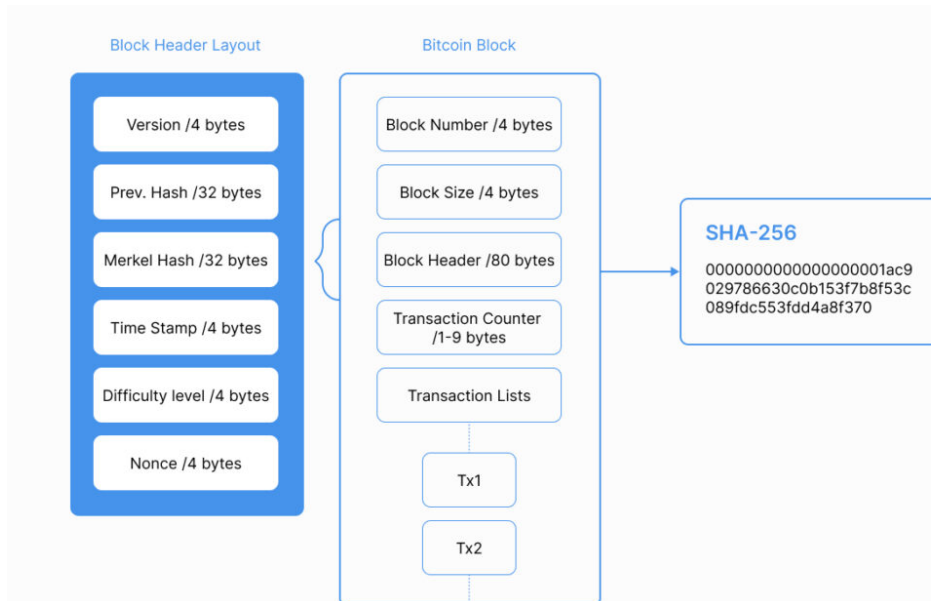 Block Header Layout
Version /4 bytes
Prev. Hash /32 bytes
Merkel Hash /32 bytes
Time Stamp /4 bytes
Difficulty level /4 bytes
Nonce /4 bytes
Bitcoin Block
Block Number /4 bytes
Block Size /4 bytes
Block Header /80 bytes
Transaction Counter
/1-9 bytes
Transaction Lists
Tx1
Tx2
SHA-256
0000000000000000001ac9
029786630c0b153f7b8f53c
089fdc553fdd4a8f370